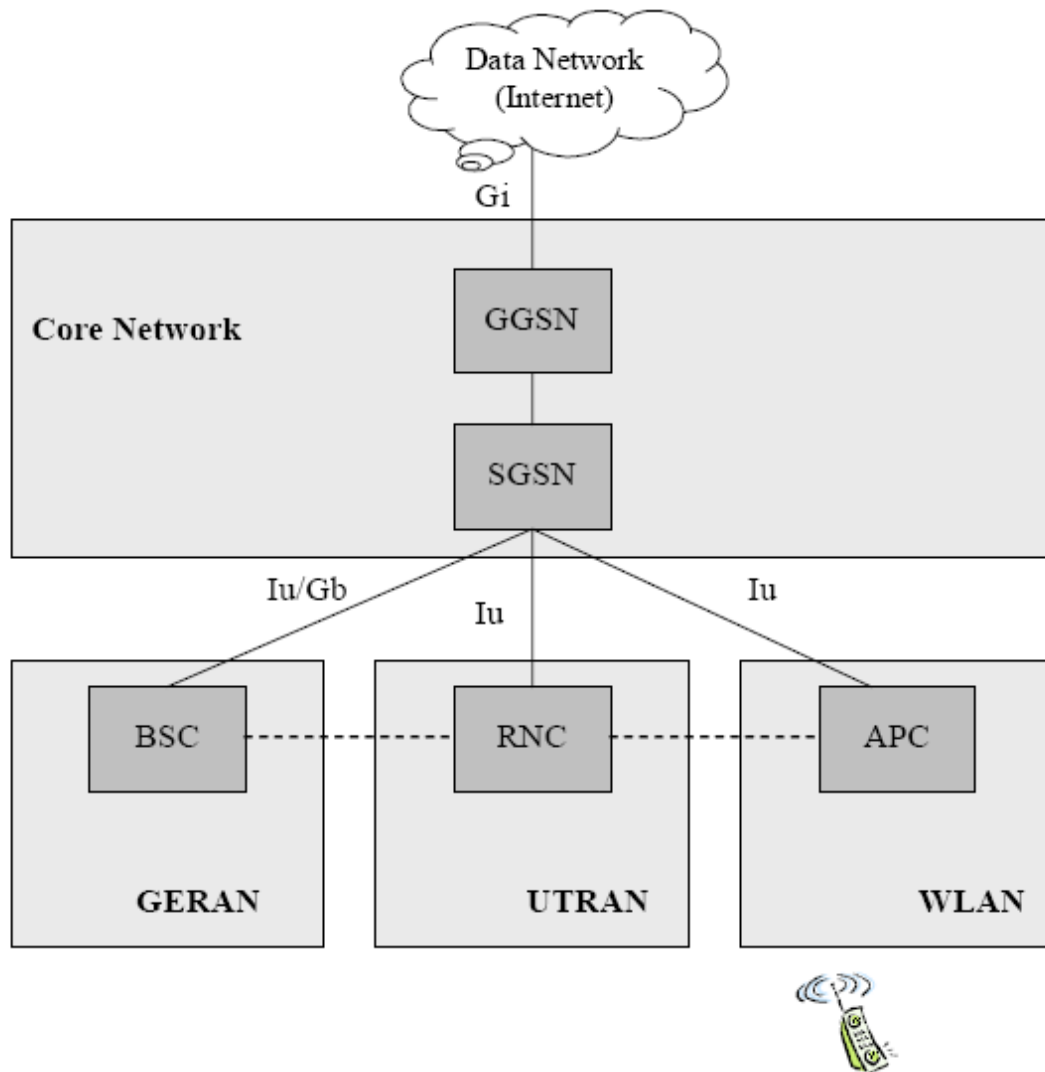 Data Network
(Internet)
Gi
GGSN
Core Network
SGSN
Iu/Gb
Iu
Iu
BSC
RNC
APC
GERAN
UTRAN
WLAN